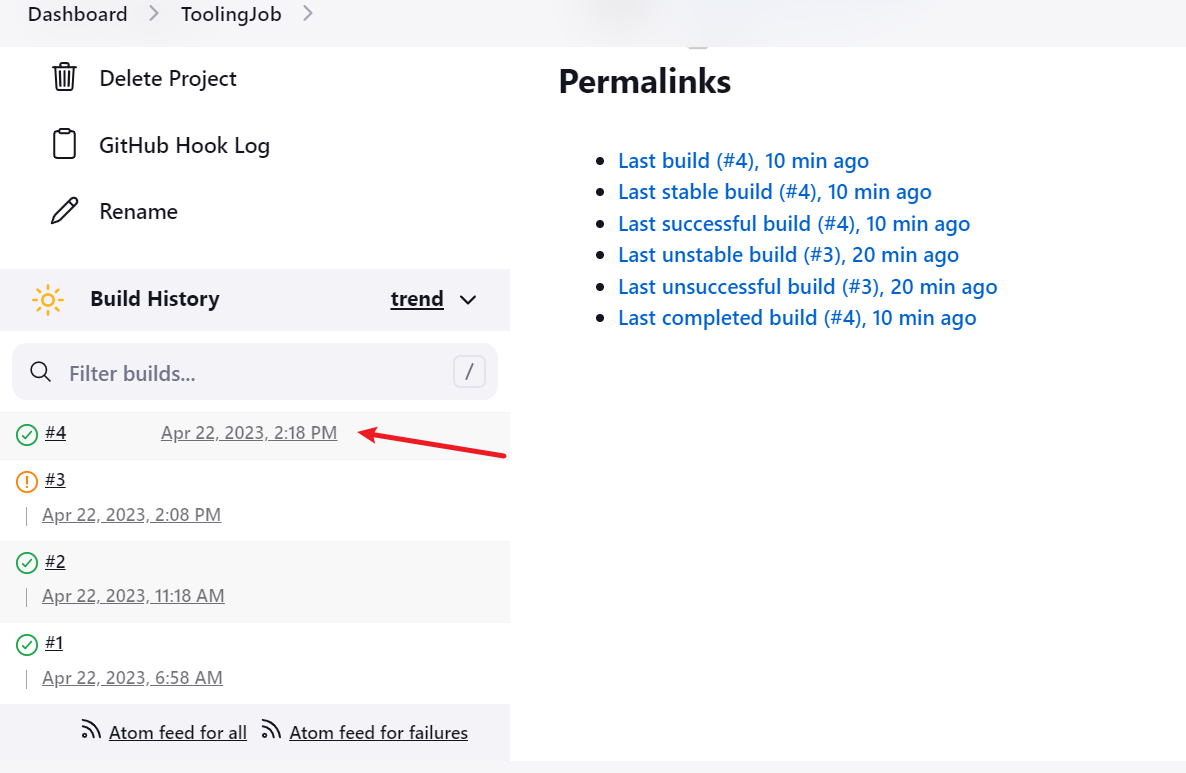 Dashboard > ToolingJob >
Delete Project
GitHub Hook Log
Rename
Build History trend
Filter builds... /
#4 Apr 22, 2023, 2:18 PM
#3
Apr 22, 2023, 2:08 PM
#2
Apr 22, 2023, 11:18 AM
#1
Apr 22, 2023, 6:58 AM
Atom feed for all Atom feed for failures
Permalinks
Last build (#4), 10 min ago
Last stable build (#4), 10 min ago
Last successful build (#4), 10 min ago
Last unstable build (#3), 20 min ago
Last unsuccessful build (#3), 20 min ago
Last completed build (#4), 10 min ago